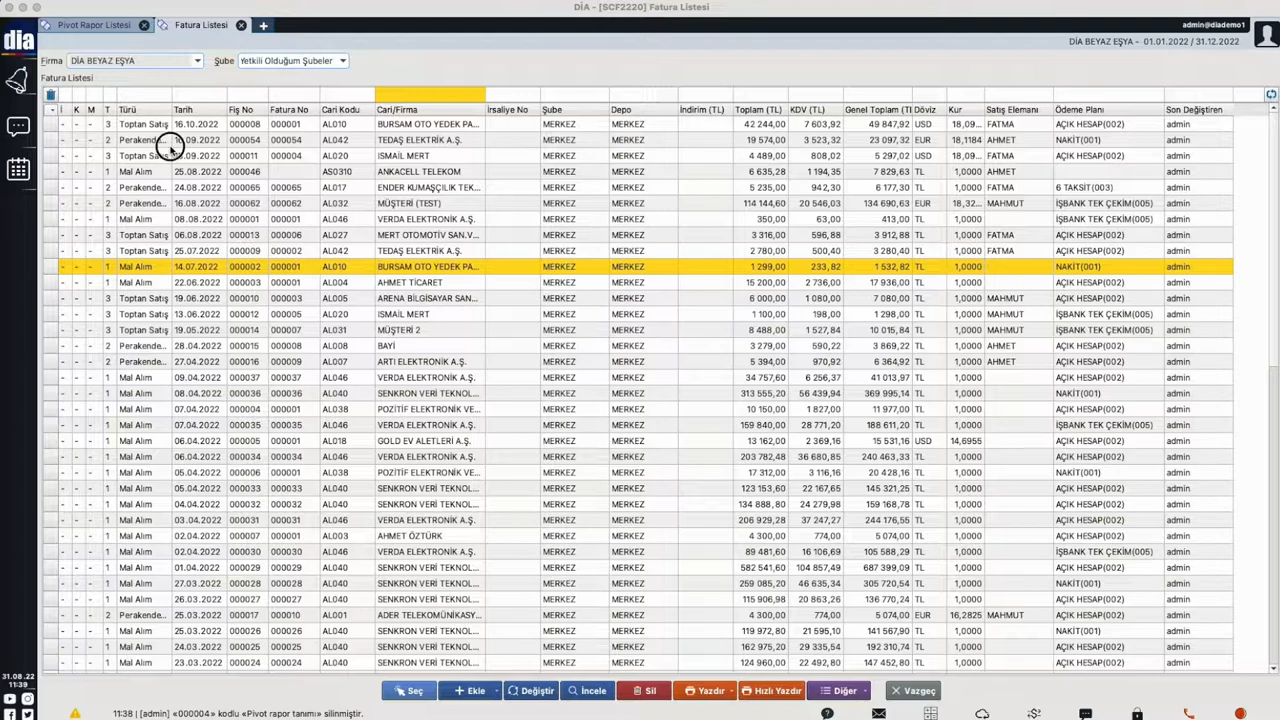 DİA - [SCF2220] Fatura Listesi
dia
Pivot Rapor Listesi
Fatura Listesi
admin@diademo1
DİA BEYAZ EŞYA - 01.01.2022 / 31.12.2022
Firma DİA BEYAZ EŞYA Şube Yetkili Olduğum Şubeler
Fatura Listesi
İ K M T Türü Tarih Fiş No Fatura No Cari Kodu Cari/Firma İrsaliye No Şube Depo İndirim (TL) Toplam (TL) KDV (TL) Genel Toplam (TL Döviz Kur Satış Elemanı Ödeme Planı Son Değiştiren
- - - 3 Toptan Satış 16.10.2022 000008 000001 AL010 BURSAM OTO YEDEK PA... MERKEZ MERKEZ 42 244,00 7 603,92 49 847,92 USD 18,09... FATMA AÇIK HESAP(002) admin
- - - 2 Perakende .09.2022 000054 000054 AL042 TEDAŞ ELEKTRİK A.Ş. MERKEZ MERKEZ 19 574,00 3 523,32 23 097,32 EUR 18,1184 AHMET AÇIK HESAP(002) admin
- - - 3 Toptan .09.2022 000011 000004 AL020 ISMAİL MERT MERKEZ MERKEZ 4 489,00 808,02 5 297,02 USD 18,09... FATMA AÇIK HESAP(002) admin
- - - 1 Mal Alım 25.08.2022 000046 AS0310 ANKACELL TELEKOM MERKEZ MERKEZ 6 635,28 1 194,35 7 829,63 TL 1,0000 AHMET admin
- - - 2 Perakende... 24.08.2022 000065 000065 AL017 ENDER KUMAŞÇILIK TEK... MERKEZ MERKEZ 5 235,00 942,30 6 177,30 TL 1,0000 FATMA 6 TAKSİT(003) admin
- - - 2 Perakende... 16.08.2022 000062 000062 AL032 MÜŞTERİ (TEST) MERKEZ MERKEZ 114 144,60 20 546,03 134 690,63 EUR 18,32... MAHMUT İŞBANK TEK ÇEKİM(005) admin
- - - 1 Mal Alım 08.08.2022 000001 000001 AL046 VERDA ELEKTRONİK A.Ş. MERKEZ MERKEZ 350,00 63,00 413,00 TL 1,0000 İŞBANK TEK ÇEKİM(005) admin
- - - 3 Toptan Satış 06.08.2022 000013 000006 AL027 MERT OTOMOTİV SAN.V... MERKEZ MERKEZ 3 316,00 596,88 3 912,88 TL 1,0000 FATMA İŞBANK TEK ÇEKİM(005) admin
- - - 3 Toptan Satış 25.07.2022 000009 000002 AL042 TEDAŞ ELEKTRİK A.Ş. MERKEZ MERKEZ 2 780,00 500,40 3 280,40 TL 1,0000 FATMA İŞBANK TEK ÇEKİM(005) admin
- - - 1 Mal Alım 14.07.2022 000002 000001 AL010 BURSAM OTO YEDEK PA... MERKEZ MERKEZ 1 299,00 233,82 1 532,82 TL 1,0000 NAKİT(001) admin
- - - 1 Mal Alım 22.06.2022 000003 000001 AL004 AHMET TİCARET MERKEZ MERKEZ 15 200,00 2 736,00 17 936,00 TL 1,0000 AÇIK HESAP(002) admin
- - - 3 Toptan Satış 19.06.2022 000010 000003 AL005 ARENA BİLGİSAYAR SAN... MERKEZ MERKEZ 6 000,00 1 080,00 7 080,00 TL 1,0000 MAHMUT İŞBANK TEK ÇEKİM(005) admin
- - - 3 Toptan Satış 13.06.2022 000012 000005 AL020 ISMAİL MERT MERKEZ MERKEZ 1 100,00 198,00 1 298,00 TL 1,0000 MAHMUT İŞBANK TEK ÇEKİM(005) admin
- - - 3 Toptan Satış 19.05.2022 000014 000007 AL031 MÜŞTERİ 2 MERKEZ MERKEZ 8 488,00 1 527,84 10 015,84 TL 1,0000 MAHMUT İŞBANK TEK ÇEKİM(005) admin
- - - 2 Perakende... 28.04.2022 000015 000008 AL008 BAYİ MERKEZ MERKEZ 3 279,00 590,22 3 869,22 TL 1,0000 AHMET AÇIK HESAP(002) admin
- - - 2 Perakende... 27.04.2022 000016 000009 AL007 ARTI ELEKTRONİK A.Ş. MERKEZ MERKEZ 5 394,00 970,92 6 364,92 TL 1,0000 AHMET AÇIK HESAP(002) admin
- - - 1 Mal Alım 09.04.2022 000037 000037 AL046 VERDA ELEKTRONİK A.Ş. MERKEZ MERKEZ 34 757,60 6 256,37 41 013,97 TL 1,0000 AÇIK HESAP(002) admin
- - - 1 Mal Alım 08.04.2022 000036 000036 AL040 SENKRON VERİ TEKNOL... MERKEZ MERKEZ 313 555,20 56 439,94 369 995,14 TL 1,0000 NAKİT(001) admin
- - - 1 Mal Alım 07.04.2022 000004 000001 AL038 POZİTİF ELEKTRONİK VE... MERKEZ MERKEZ 10 150,00 1 827,00 11 977,00 TL 1,0000 AÇIK HESAP(002) admin
- - - 1 Mal Alım 07.04.2022 000035 000035 AL046 VERDA ELEKTRONİK A.Ş. MERKEZ MERKEZ 159 840,00 28 771,20 188 611,20 TL 1,0000 İŞBANK TEK ÇEKİM(005) admin
- - - 1 Mal Alım 06.04.2022 000005 000001 AL018 GOLD EV ALETLERİ A.Ş. MERKEZ MERKEZ 13 162,00 2 369,16 15 531,16 USD 14,6955 AÇIK HESAP(002) admin
- - - 1 Mal Alım 06.04.2022 000034 000034 AL046 VERDA ELEKTRONİK A.Ş. MERKEZ MERKEZ 203 782,48 36 680,85 240 463,33 TL 1,0000 AÇIK HESAP(002) admin
- - - 1 Mal Alım 05.04.2022 000006 000001 AL038 POZİTİF ELEKTRONİK VE... MERKEZ MERKEZ 17 312,00 3 116,16 20 428,16 TL 1,0000 NAKİT(001) admin
- - - 1 Mal Alım 05.04.2022 000033 000033 AL040 SENKRON VERİ TEKNOL... MERKEZ MERKEZ 123 153,60 22 167,65 145 321,25 TL 1,0000 AÇIK HESAP(002) admin
- - - 1 Mal Alım 04.04.2022 000032 000032 AL040 SENKRON VERİ TEKNOL... MERKEZ MERKEZ 134 888,80 24 279,98 159 168,78 TL 1,0000 AÇIK HESAP(002) admin
- - - 1 Mal Alım 03.04.2022 000031 000031 AL046 VERDA ELEKTRONİK A.Ş. MERKEZ MERKEZ 206 929,28 37 247,27 244 176,55 TL 1,0000 AÇIK HESAP(002) admin
- - - 1 Mal Alım 02.04.2022 000007 000001 AL003 AHMET ÖZTÜRK MERKEZ MERKEZ 4 300,00 774,00 5 074,00 TL 1,0000 AÇIK HESAP(002) admin
- - - 1 Mal Alım 02.04.2022 000030 000030 AL046 VERDA ELEKTRONİK A.Ş. MERKEZ MERKEZ 89 481,60 16 106,69 105 588,29 TL 1,0000 İŞBANK TEK ÇEKİM(005) admin
- - - 1 Mal Alım 01.04.2022 000029 000029 AL040 SENKRON VERİ TEKNOL... MERKEZ MERKEZ 582 541,60 104 857,49 687 399,09 TL 1,0000 AÇIK HESAP(002) admin
- - - 1 Mal Alım 27.03.2022 000028 000028 AL040 SENKRON VERİ TEKNOL... MERKEZ MERKEZ 259 085,20 46 635,34 305 720,54 TL 1,0000 NAKİT(001) admin
- - - 1 Mal Alım 26.03.2022 000027 000027 AL040 SENKRON VERİ TEKNOL... MERKEZ MERKEZ 115 906,98 20 863,26 136 770,24 TL 1,0000 AÇIK HESAP(002) admin
- - - 2 Perakende... 25.03.2022 000017 000010 AL001 ADER TELEKOMÜNİKASY... MERKEZ MERKEZ 4 300,00 774,00 5 074,00 EUR 16,2825 MAHMUT AÇIK HESAP(002) admin
- - - 1 Mal Alım 25.03.2022 000026 000026 AL040 SENKRON VERİ TEKNOL... MERKEZ MERKEZ 119 972,80 21 595,10 141 567,90 TL 1,0000 NAKİT(001) admin
- - - 1 Mal Alım 24.03.2022 000025 000025 AL040 SENKRON VERİ TEKNOL... MERKEZ MERKEZ 162 975,20 29 335,54 192 310,74 TL 1,0000 AÇIK HESAP(002) admin
- - - 1 Mal Alım 23.03.2022 000024 000024 AL040 SENKRON VERİ TEKNOL... MERKEZ MERKEZ 124 960,00 22 492,80 147 452,80 TL 1,0000 AÇIK HESAP(002) admin
31.08.22
11:39
Seç Ekle Değiştir İncele Sil Yazdır Hızlı Yazdır Diğer Vazgeç
11:38 | [admin] «000004» kodlu «Pivot rapor tanımı» silinmiştir.